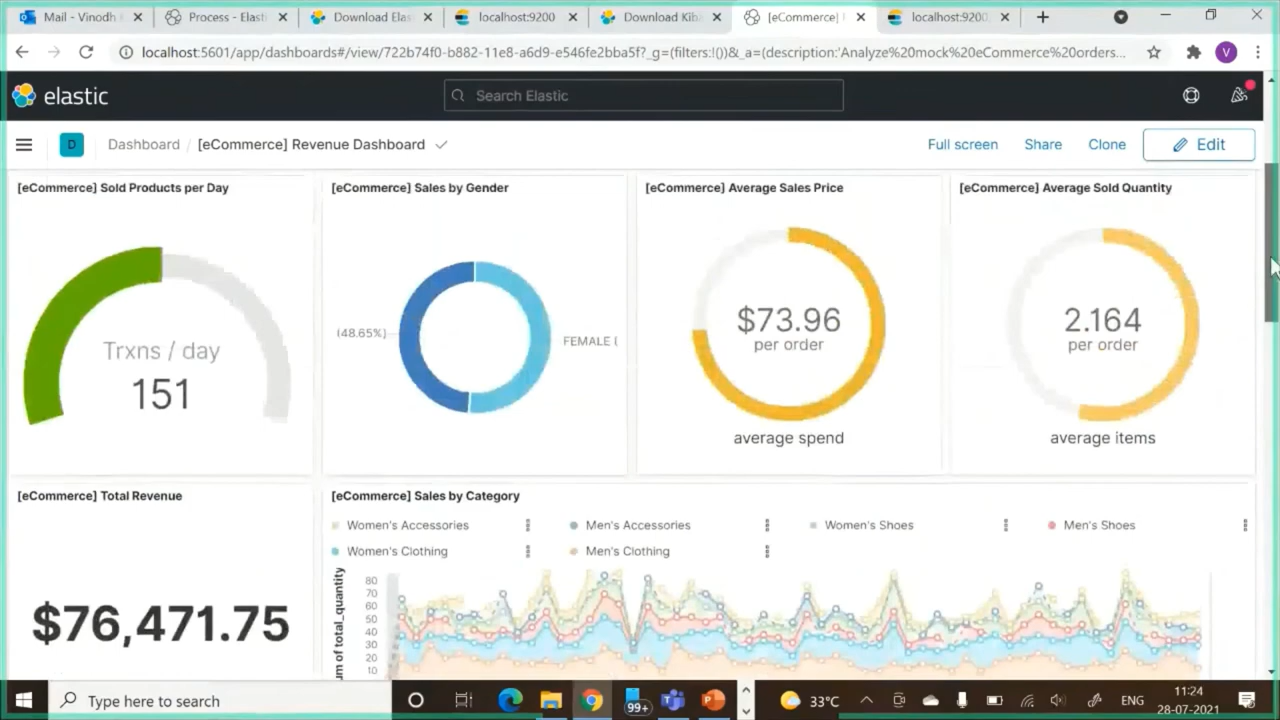 Mail - Vinodh
Process - Elasti
Download Elas
localhost:9200
Download Kiba
[eCommerce]
localhost:9200
localhost:5601/app/dashboards#/view/722b74f0-b882-11e8-a6d9-e546fe2bba5f?_g=(filters:!())&_a=(description:'Analyze%20mock%20eCommerce%20orders...
V
elastic
Search Elastic
D
Dashboard / [eCommerce] Revenue Dashboard
Full screen
Share
Clone
Edit
[eCommerce] Sold Products per Day
[eCommerce] Sales by Gender
[eCommerce] Average Sales Price
[eCommerce] Average Sold Quantity
Trxns / day
151
(48.65%)
FEMALE (
$73.96
per order
average spend
2.164
per order
average items
[eCommerce] Total Revenue
[eCommerce] Sales by Category
Women's Accessories
Men's Accessories
Women's Shoes
Men's Shoes
Women's Clothing
Men's Clothing
$76,471.75
um of total_quantity
80
70
60
50
40
30
20
10
Type here to search
99+
33°C
ENG
11:24
28-07-2021